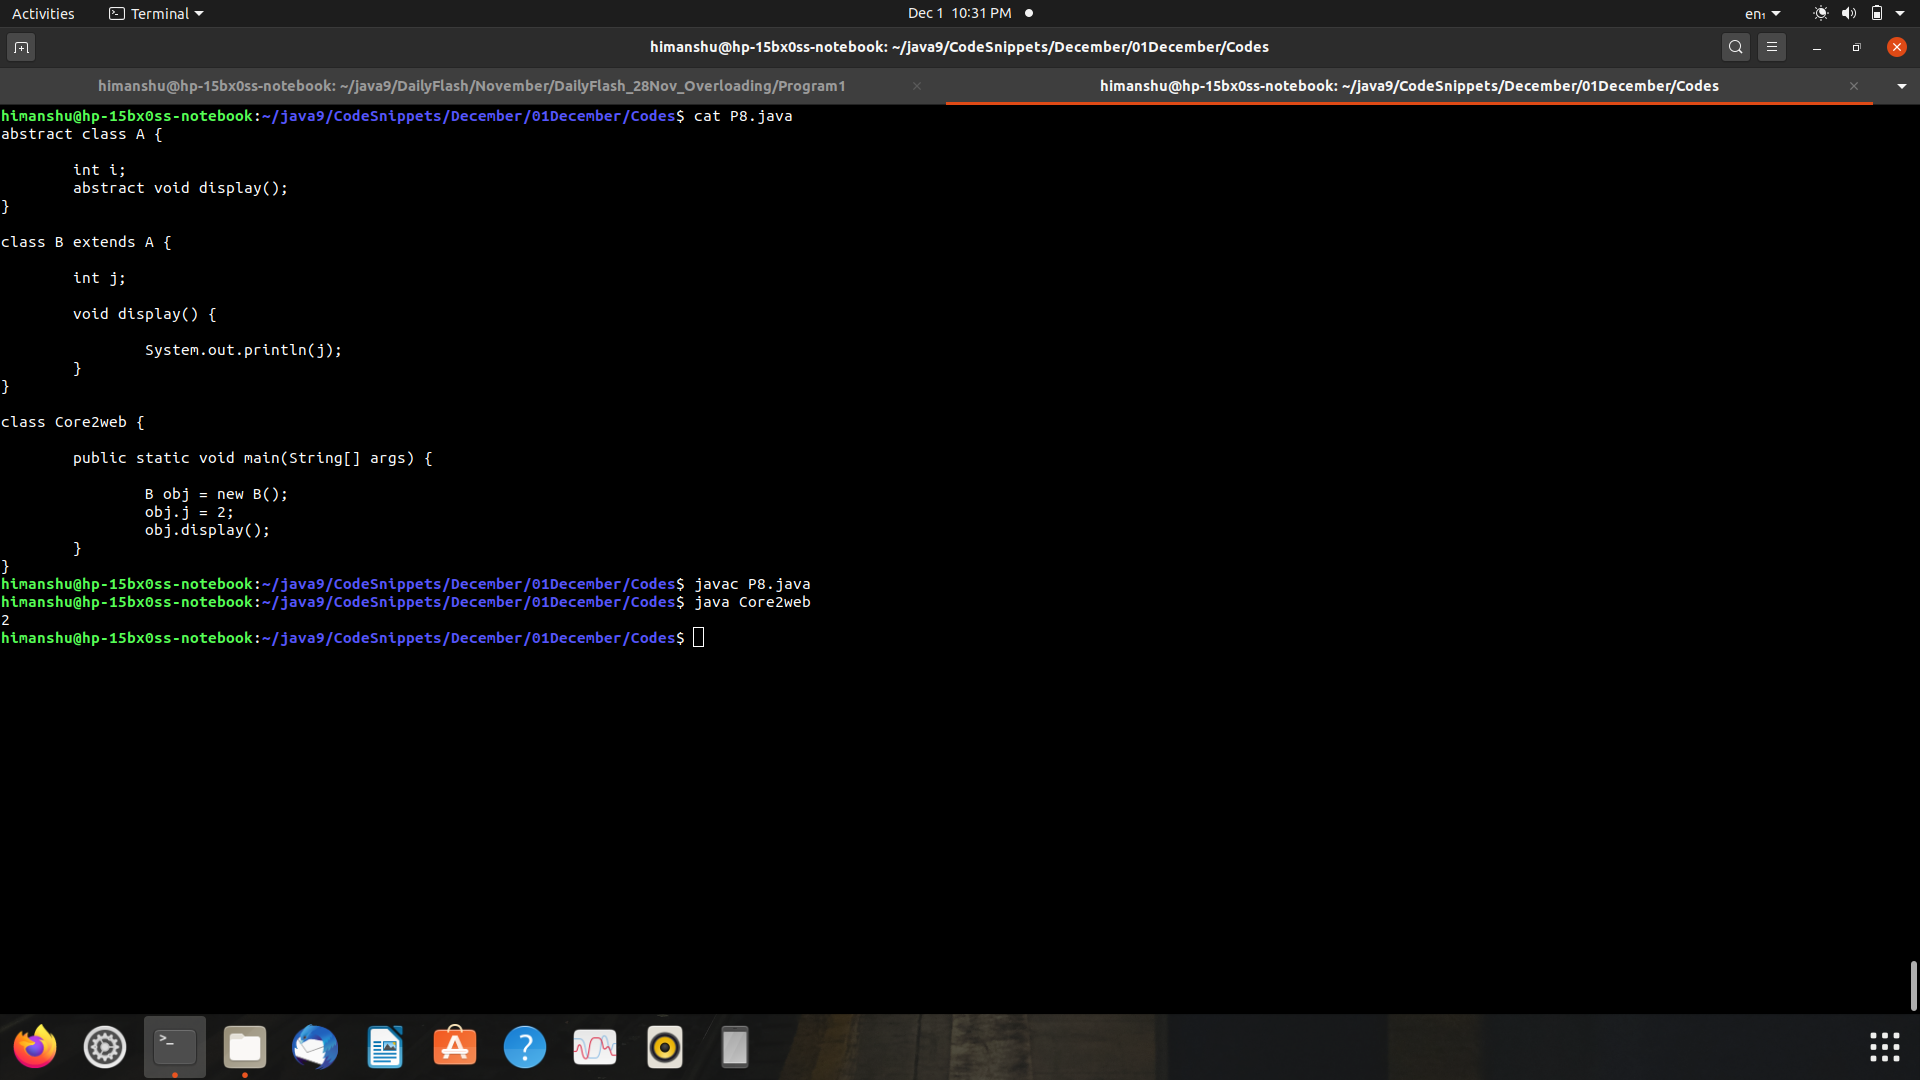 Activities Terminal Dec 1 10:31 PM en₁
himanshu@hp-15bx0ss-notebook: ~/java9/CodeSnippets/December/01December/Codes
himanshu@hp-15bx0ss-notebook: ~/java9/DailyFlash/November/DailyFlash_28Nov_Overloading/Program1 himanshu@hp-15bx0ss-notebook: ~/java9/CodeSnippets/December/01December/Codes
himanshu@hp-15bx0ss-notebook:~/java9/CodeSnippets/December/01December/Codes$ cat P8.java
abstract class A {
int i;
abstract void display();
}
class B extends A {
int j;
void display() {
System.out.println(j);
}
}
class Core2web {
public static void main(String[] args) {
B obj = new B();
obj.j = 2;
obj.display();
}
}
himanshu@hp-15bx0ss-notebook:~/java9/CodeSnippets/December/01December/Codes$ javac P8.java
himanshu@hp-15bx0ss-notebook:~/java9/CodeSnippets/December/01December/Codes$ java Core2web
2
himanshu@hp-15bx0ss-notebook:~/java9/CodeSnippets/December/01December/Codes$